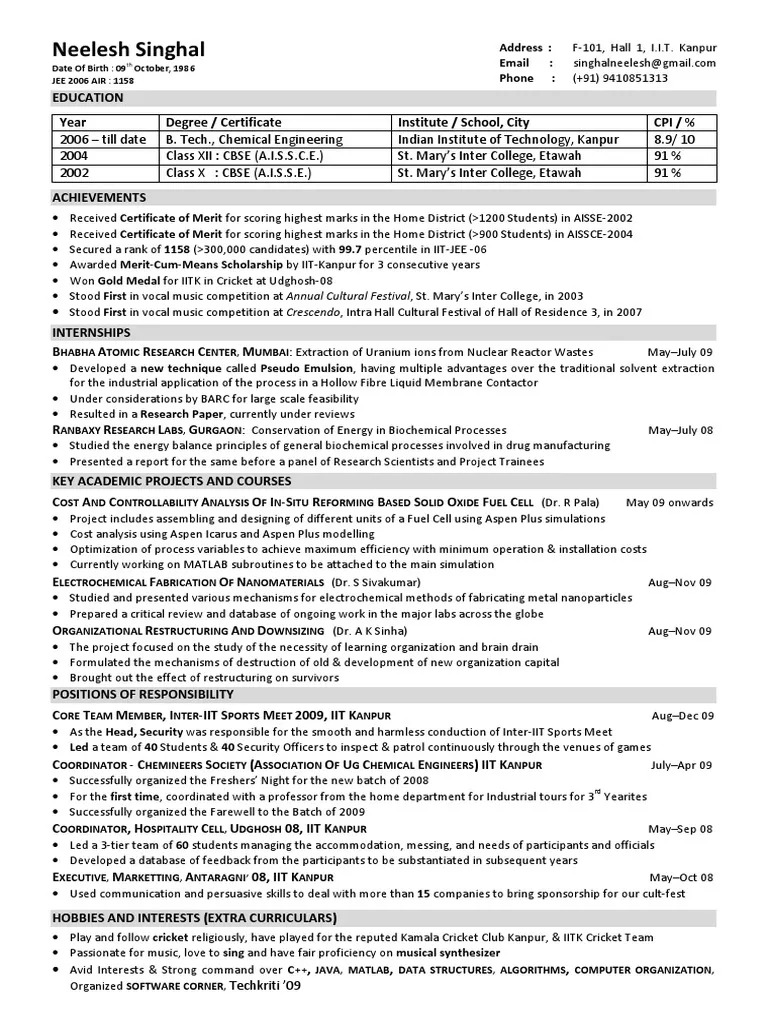 Neelesh Singhal
Date Of Birth : 09th October, 1986
JEE 2006 AIR : 1158
Address : F-101, Hall 1, I.I.T. Kanpur
Email : singhalneelesh@gmail.com
Phone : (+91) 9410851313
EDUCATION
Year Degree / Certificate Institute / School, City CPI / %
2006 – till date B. Tech., Chemical Engineering Indian Institute of Technology, Kanpur 8.9/ 10
2004 Class XII : CBSE (A.I.S.S.C.E.) St. Mary's Inter College, Etawah 91 %
2002 Class X : CBSE (A.I.S.S.E.) St. Mary's Inter College, Etawah 91 %
ACHIEVEMENTS
• Received Certificate of Merit for scoring highest marks in the Home District (>1200 Students) in AISSE-2002
• Received Certificate of Merit for scoring highest marks in the Home District (>900 Students) in AISSCE-2004
• Secured a rank of 1158 (>300,000 candidates) with 99.7 percentile in IIT-JEE -06
• Awarded Merit-Cum-Means Scholarship by IIT-Kanpur for 3 consecutive years
• Won Gold Medal for IITK in Cricket at Udghosh-08
• Stood First in vocal music competition at Annual Cultural Festival, St. Mary's Inter College, in 2003
• Stood First in vocal music competition at Crescendo, Intra Hall Cultural Festival of Hall of Residence 3, in 2007
INTERNSHIPS
BHABHA ATOMIC RESEARCH CENTER, MUMBAI: Extraction of Uranium ions from Nuclear Reactor Wastes May–July 09
• Developed a new technique called Pseudo Emulsion, having multiple advantages over the traditional solvent extraction
for the industrial application of the process in a Hollow Fibre Liquid Membrane Contactor
• Under considerations by BARC for large scale feasibility
• Resulted in a Research Paper, currently under reviews
RANBAXY RESEARCH LABS, GURGAON: Conservation of Energy in Biochemical Processes May–July 08
• Studied the energy balance principles of general biochemical processes involved in drug manufacturing
• Presented a report for the same before a panel of Research Scientists and Project Trainees
KEY ACADEMIC PROJECTS AND COURSES
COST AND CONTROLLABILITY ANALYSIS OF IN-SITU REFORMING BASED SOLID OXIDE FUEL CELL (Dr. R Pala) May 09 onwards
• Project includes assembling and designing of different units of a Fuel Cell using Aspen Plus simulations
• Cost analysis using Aspen Icarus and Aspen Plus modelling
• Optimization of process variables to achieve maximum efficiency with minimum operation & installation costs
• Currently working on MATLAB subroutines to be attached to the main simulation
ELECTROCHEMICAL FABRICATION OF NANOMATERIALS (Dr. S Sivakumar) Aug–Nov 09
• Studied and presented various mechanisms for electrochemical methods of fabricating metal nanoparticles
• Prepared a critical review and database of ongoing work in the major labs across the globe
ORGANIZATIONAL RESTRUCTURING AND DOWNSIZING (Dr. A K Sinha) Aug–Nov 09
• The project focused on the study of the necessity of learning organization and brain drain
• Formulated the mechanisms of destruction of old & development of new organization capital
• Brought out the effect of restructuring on survivors
POSITIONS OF RESPONSIBILITY
CORE TEAM MEMBER, INTER-IIT SPORTS MEET 2009, IIT KANPUR Aug–Dec 09
• As the Head, Security was responsible for the smooth and harmless conduction of Inter-IIT Sports Meet
• Led a team of 40 Students & 40 Security Officers to inspect & patrol continuously through the venues of games
COORDINATOR - CHEMINEERS SOCIETY (ASSOCIATION OF UG CHEMICAL ENGINEERS) IIT KANPUR July–Apr 09
• Successfully organized the Freshers' Night for the new batch of 2008
• For the first time, coordinated with a professor from the home department for Industrial tours for 3rd Yearites
• Successfully organized the Farewell to the Batch of 2009
COORDINATOR, HOSPITALITY CELL, UDGHOSH 08, IIT KANPUR May–Sep 08
• Led a 3-tier team of 60 students managing the accommodation, messing, and needs of participants and officials
• Developed a database of feedback from the participants to be substantiated in subsequent years
EXECUTIVE, MARKETTING, ANTARAGNI' 08, IIT KANPUR May–Oct 08
• Used communication and persuasive skills to deal with more than 15 companies to bring sponsorship for our cult-fest
HOBBIES AND INTERESTS (EXTRA CURRICULARS)
• Play and follow cricket religiously, have played for the reputed Kamala Cricket Club Kanpur, & IITK Cricket Team
• Passionate for music, love to sing and have fair proficiency on musical synthesizer
• Avid Interests & Strong command over C++, JAVA, MATLAB, DATA STRUCTURES, ALGORITHMS, COMPUTER ORGANIZATION,
Organized SOFTWARE CORNER, Techkriti '09